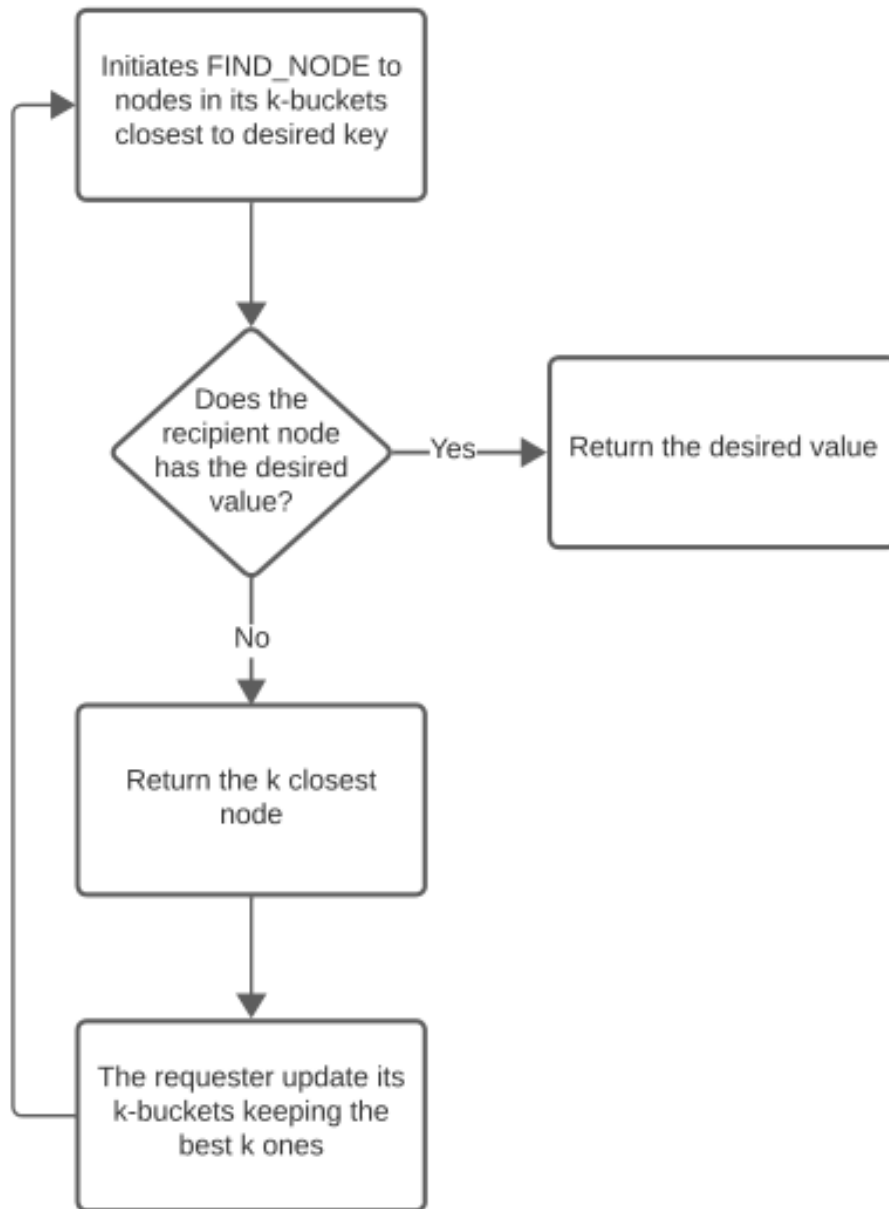 Initiates FIND_NODE to
nodes in its k-buckets
closest to desired key
Does the
recipient node
has the desired
value?
Yes
Return the desired value
No
Return the k closest
node
The requester update its
k-buckets keeping the
best k ones